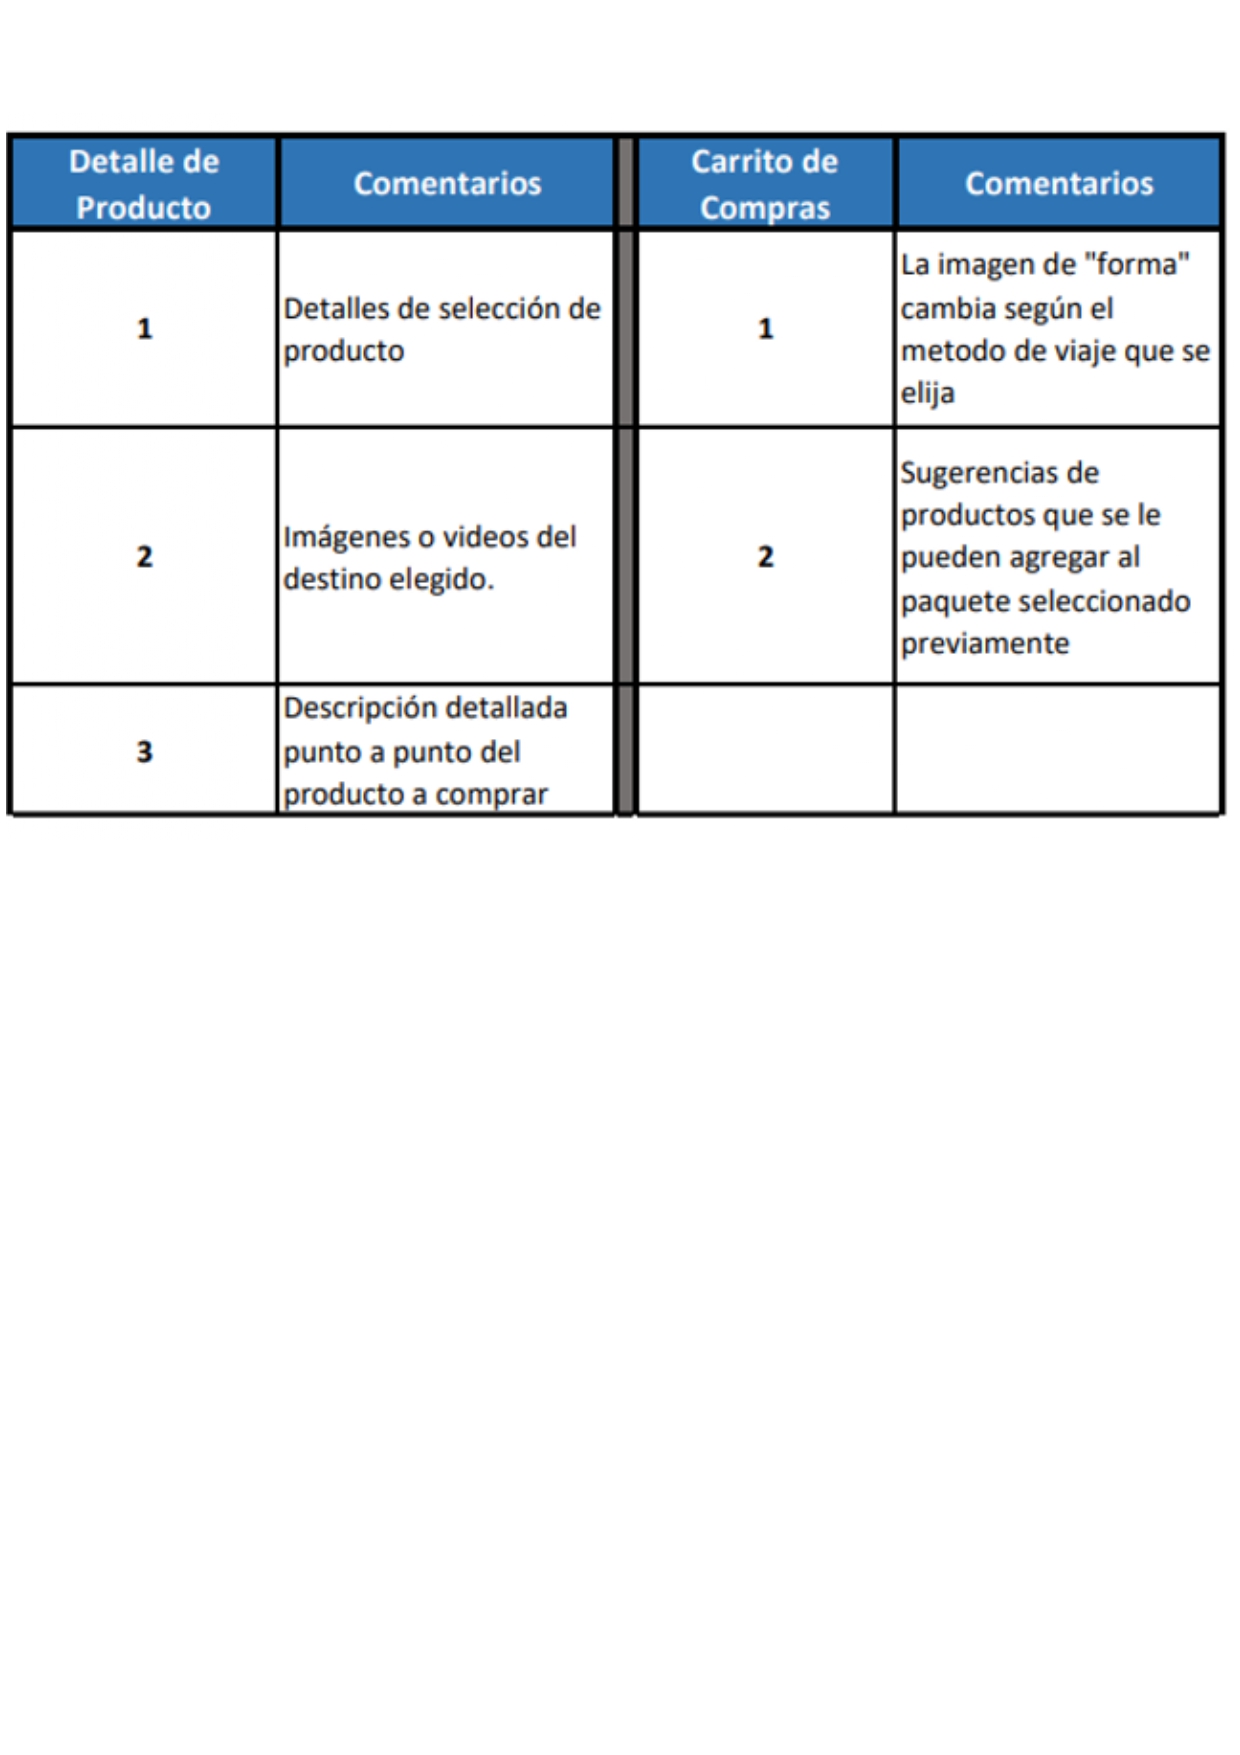 Detalle de
Producto
Comentarios
Carrito de
Compras
Comentarios
1
Detalles de selección de
producto
1
La imagen de "forma"
cambia según el
metodo de viaje que se
elija
2
Imágenes o videos del
destino elegido.
2
Sugerencias de
productos que se le
pueden agregar al
paquete seleccionado
previamente
3
Descripción detallada
punto a punto del
producto a comprar